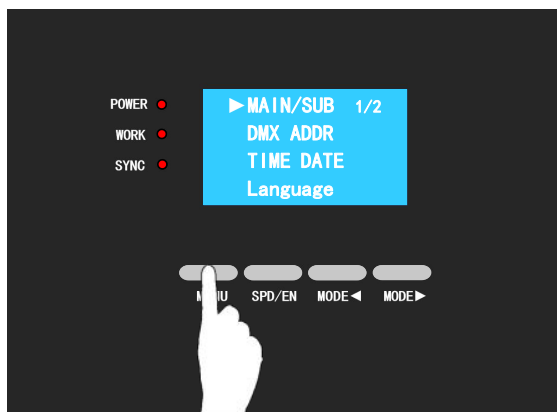 POWER
WORK
SYNC
►MAIN/SUB 1/2
DMX ADDR
TIME DATE
Language
SPD/EN
MODE◄
MODE►